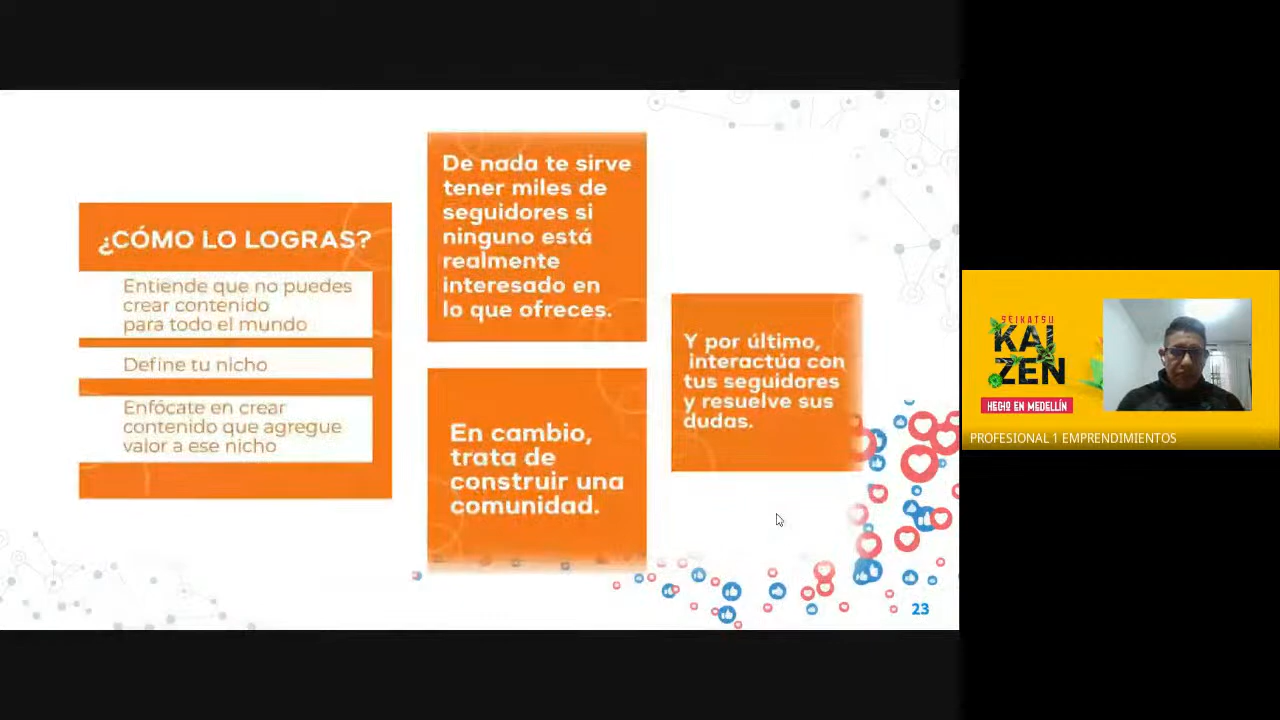 ¿CÓMO LO LOGRAS?
Entiende que no puedes
crear contenido
para todo el mundo
Define tu nicho
Enfócate en crear
contenido que agregue
valor a ese nicho
De nada te sirve
tener miles de
seguidores si
ninguno está
realmente
interesado en
lo que ofreces.
En cambio,
trata de
construir una
comunidad.
Y por último,
interactúa con
tus seguidores
y resuelve sus
dudas.
23
SEIKATSU
KAI
ZEN
HECHO EN MEDELLÍN
PROFESIONAL 1 EMPRENDIMIENTOS